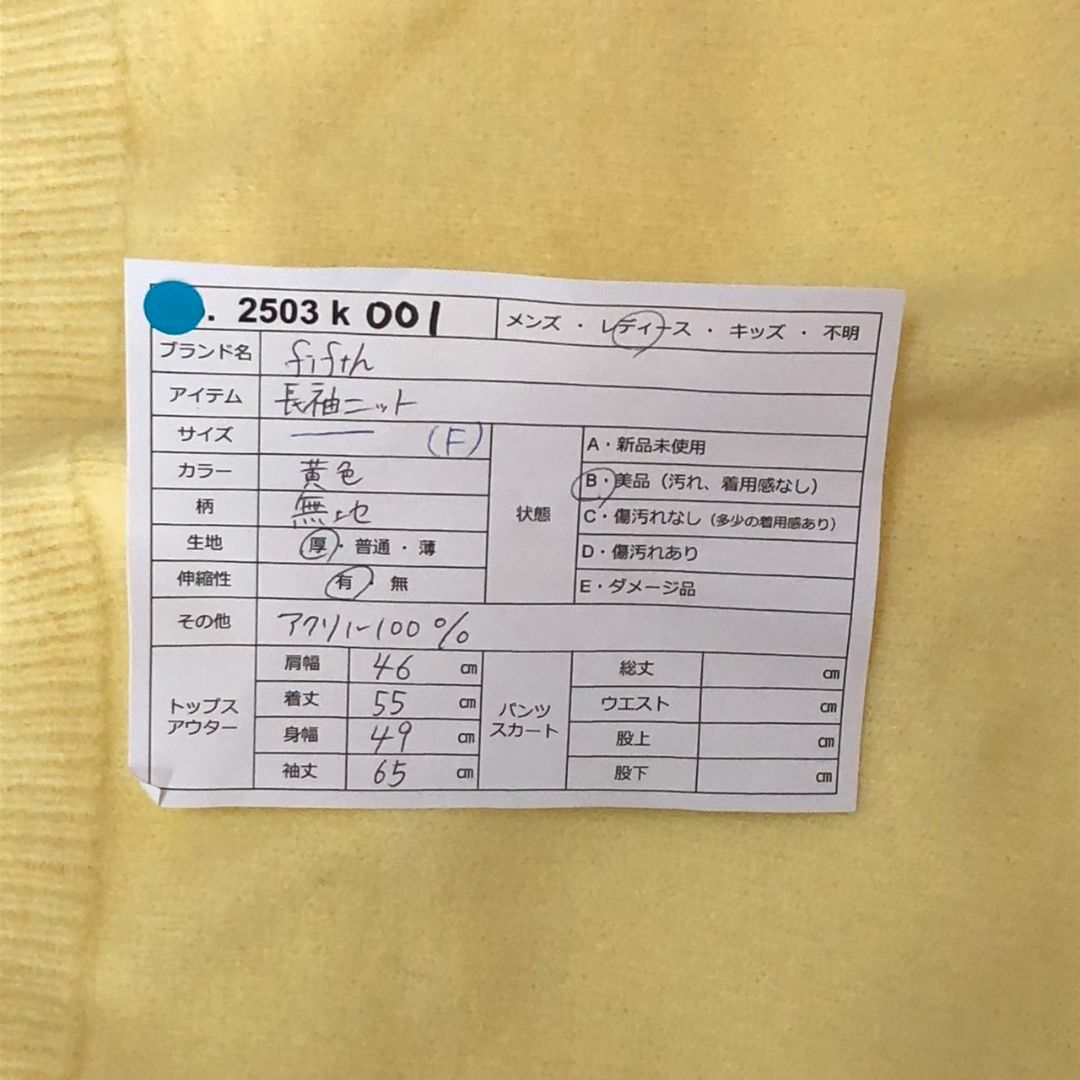 . 2503 k 001 メンズ ・ レディース ・ キッズ ・ 不明
ブランド名 fifth
アイテム 長袖ニット
サイズ (F)
カラー 黄色
柄 無地
生地 厚・普通・薄
伸縮性 有・無
状態
A・新品未使用
B・美品（汚れ、着用感なし）
C・傷汚れなし（多少の着用感あり）
D・傷汚れあり
E・ダメージ品
その他 アクリル100%
トップス
アウター
肩幅 46 ㎝
着丈 55 ㎝
身幅 49 ㎝
袖丈 65 ㎝
パンツ
スカート
総丈 ㎝
ウエスト ㎝
股上 ㎝
股下 ㎝